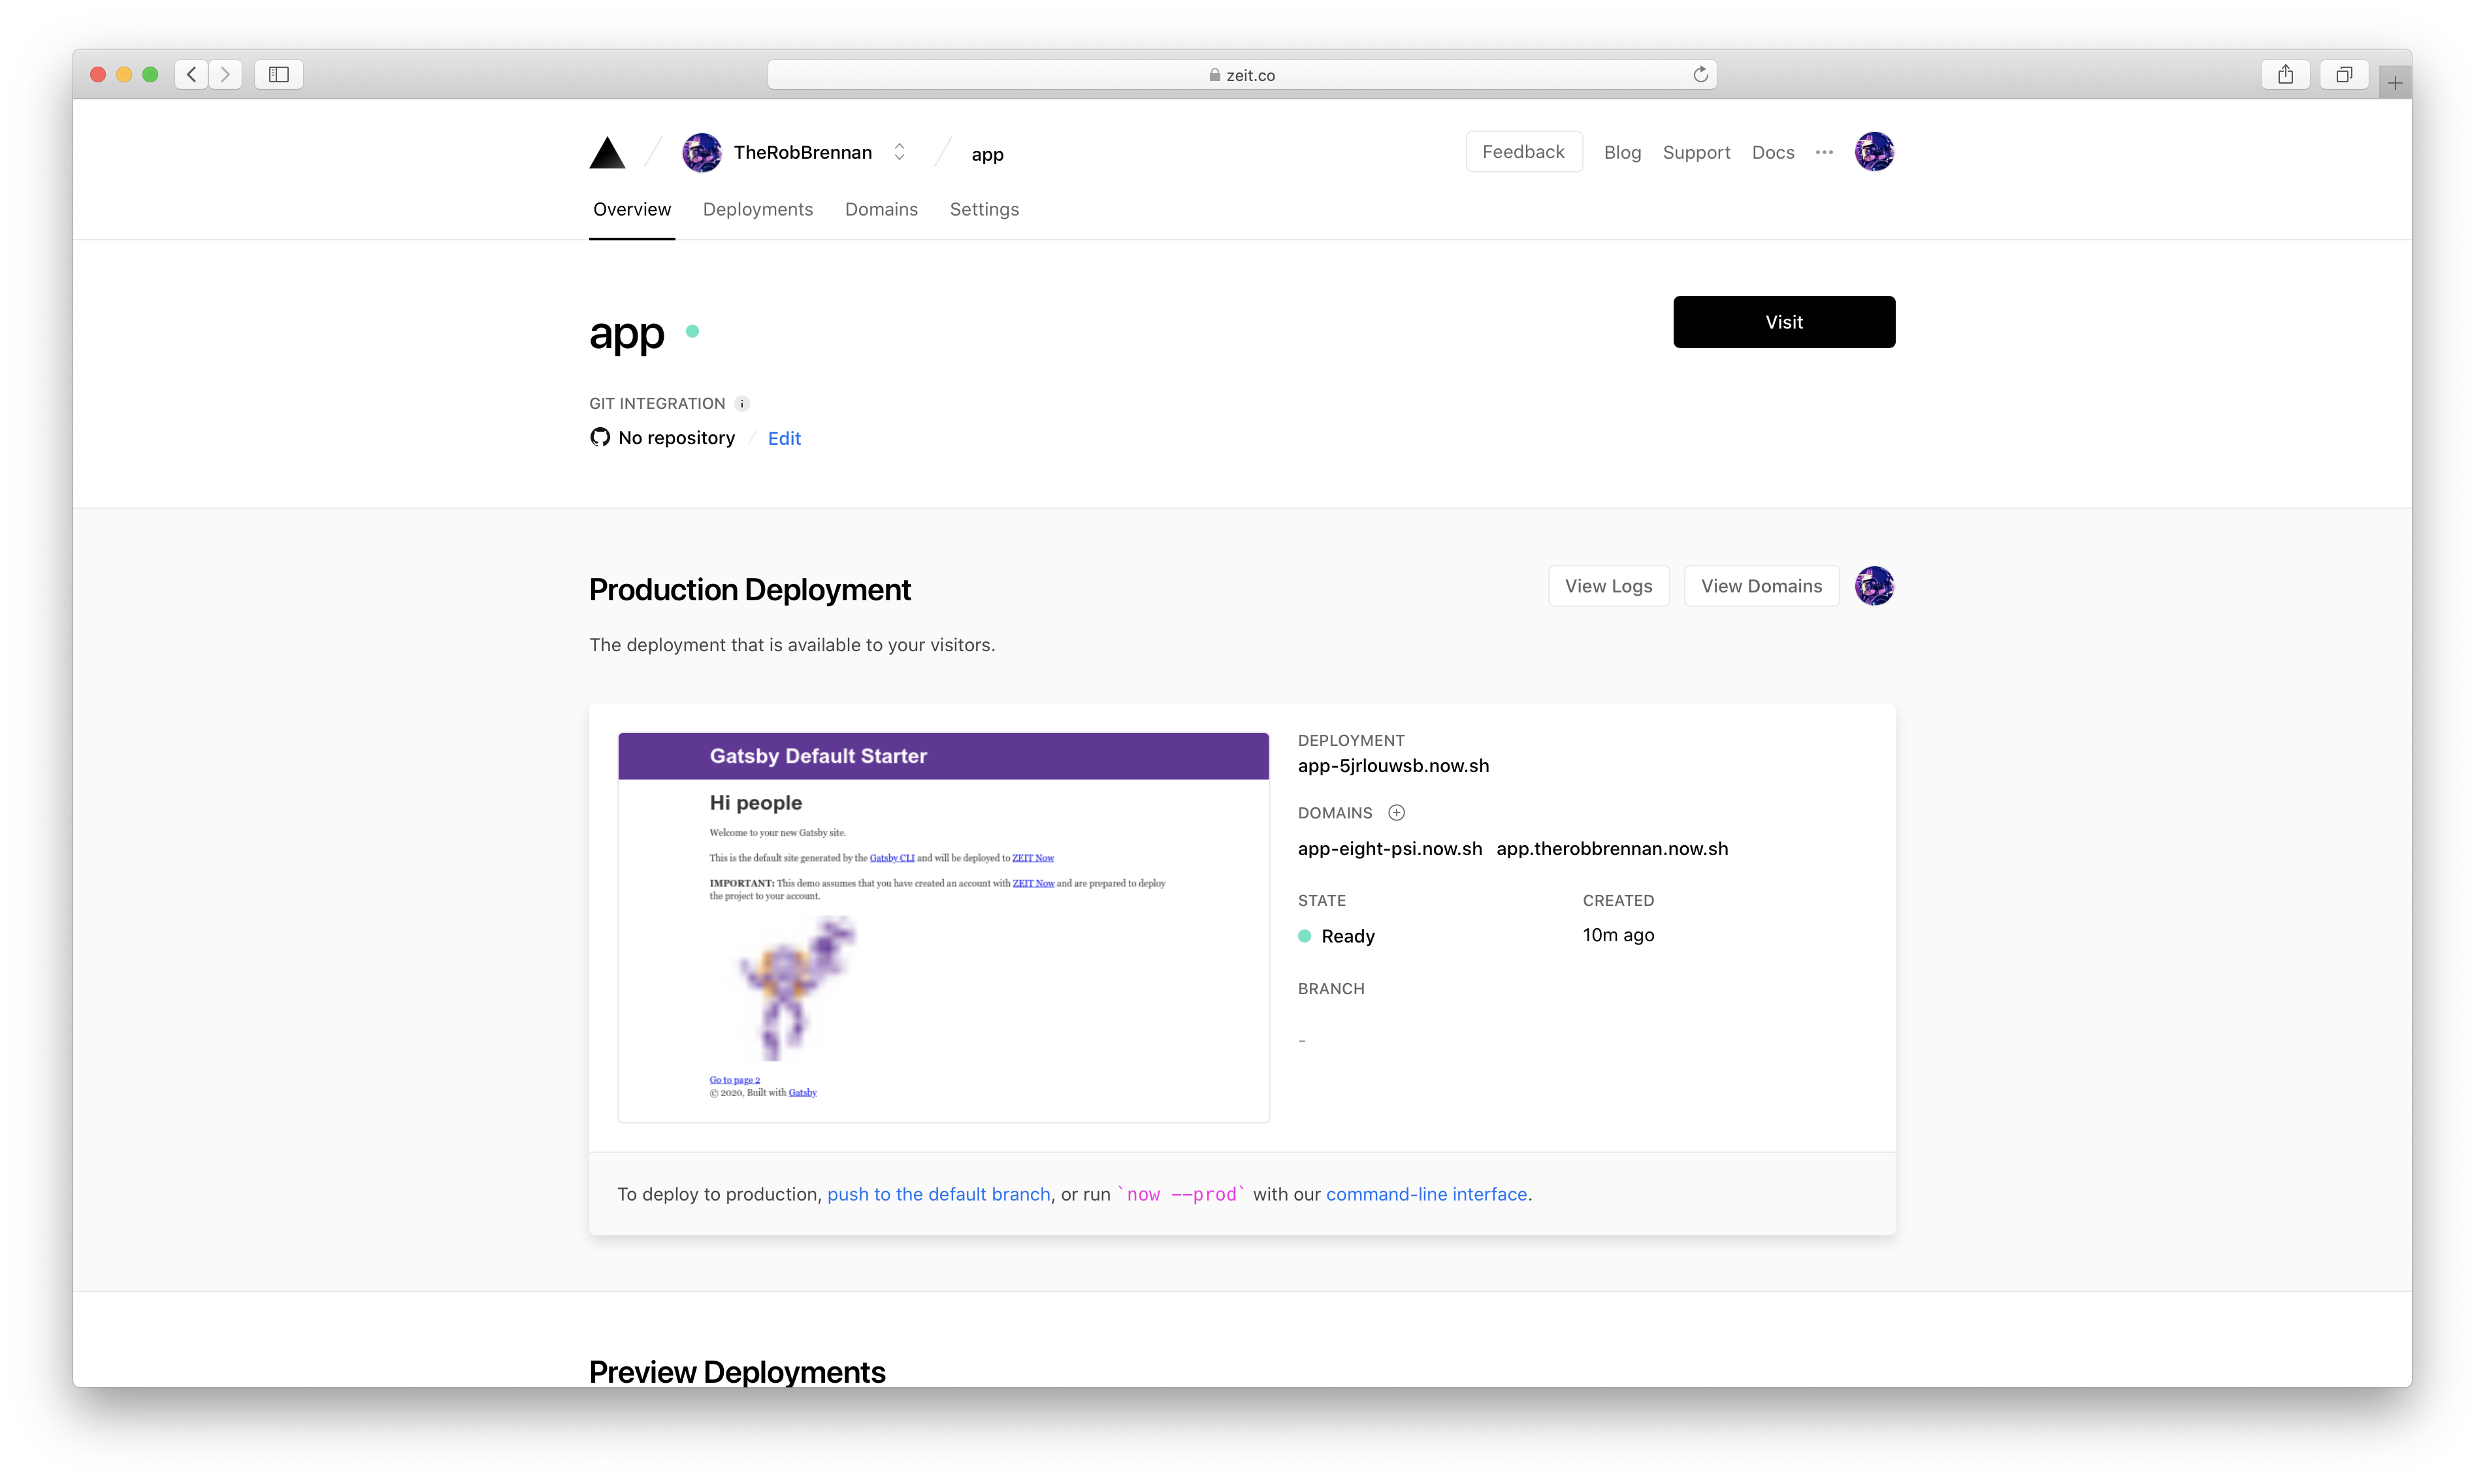 zeit.co
TheRobBrennan
app
Feedback
Blog
Support
Docs
Overview
Deployments
Domains
Settings
app
Visit
GIT INTEGRATION i
No repository / Edit
Production Deployment
View Logs
View Domains
The deployment that is available to your visitors.
Gatsby Default Starter
Hi people
Welcome to your new Gatsby site.
This is the default site generated by the Gatsby CLI and will be deployed to ZEIT Now
IMPORTANT: This demo assumes that you have created an account with ZEIT Now and are prepared to deploy
the project to your account.
Go to page 2
© 2020, Built with Gatsby
DEPLOYMENT
app-5jrlouwsb.now.sh
DOMAINS
app-eight-psi.now.sh app.therobbrennan.now.sh
STATE
CREATED
Ready
10m ago
BRANCH
-
To deploy to production, push to the default branch, or run `now --prod` with our command-line interface.
Preview Deployments